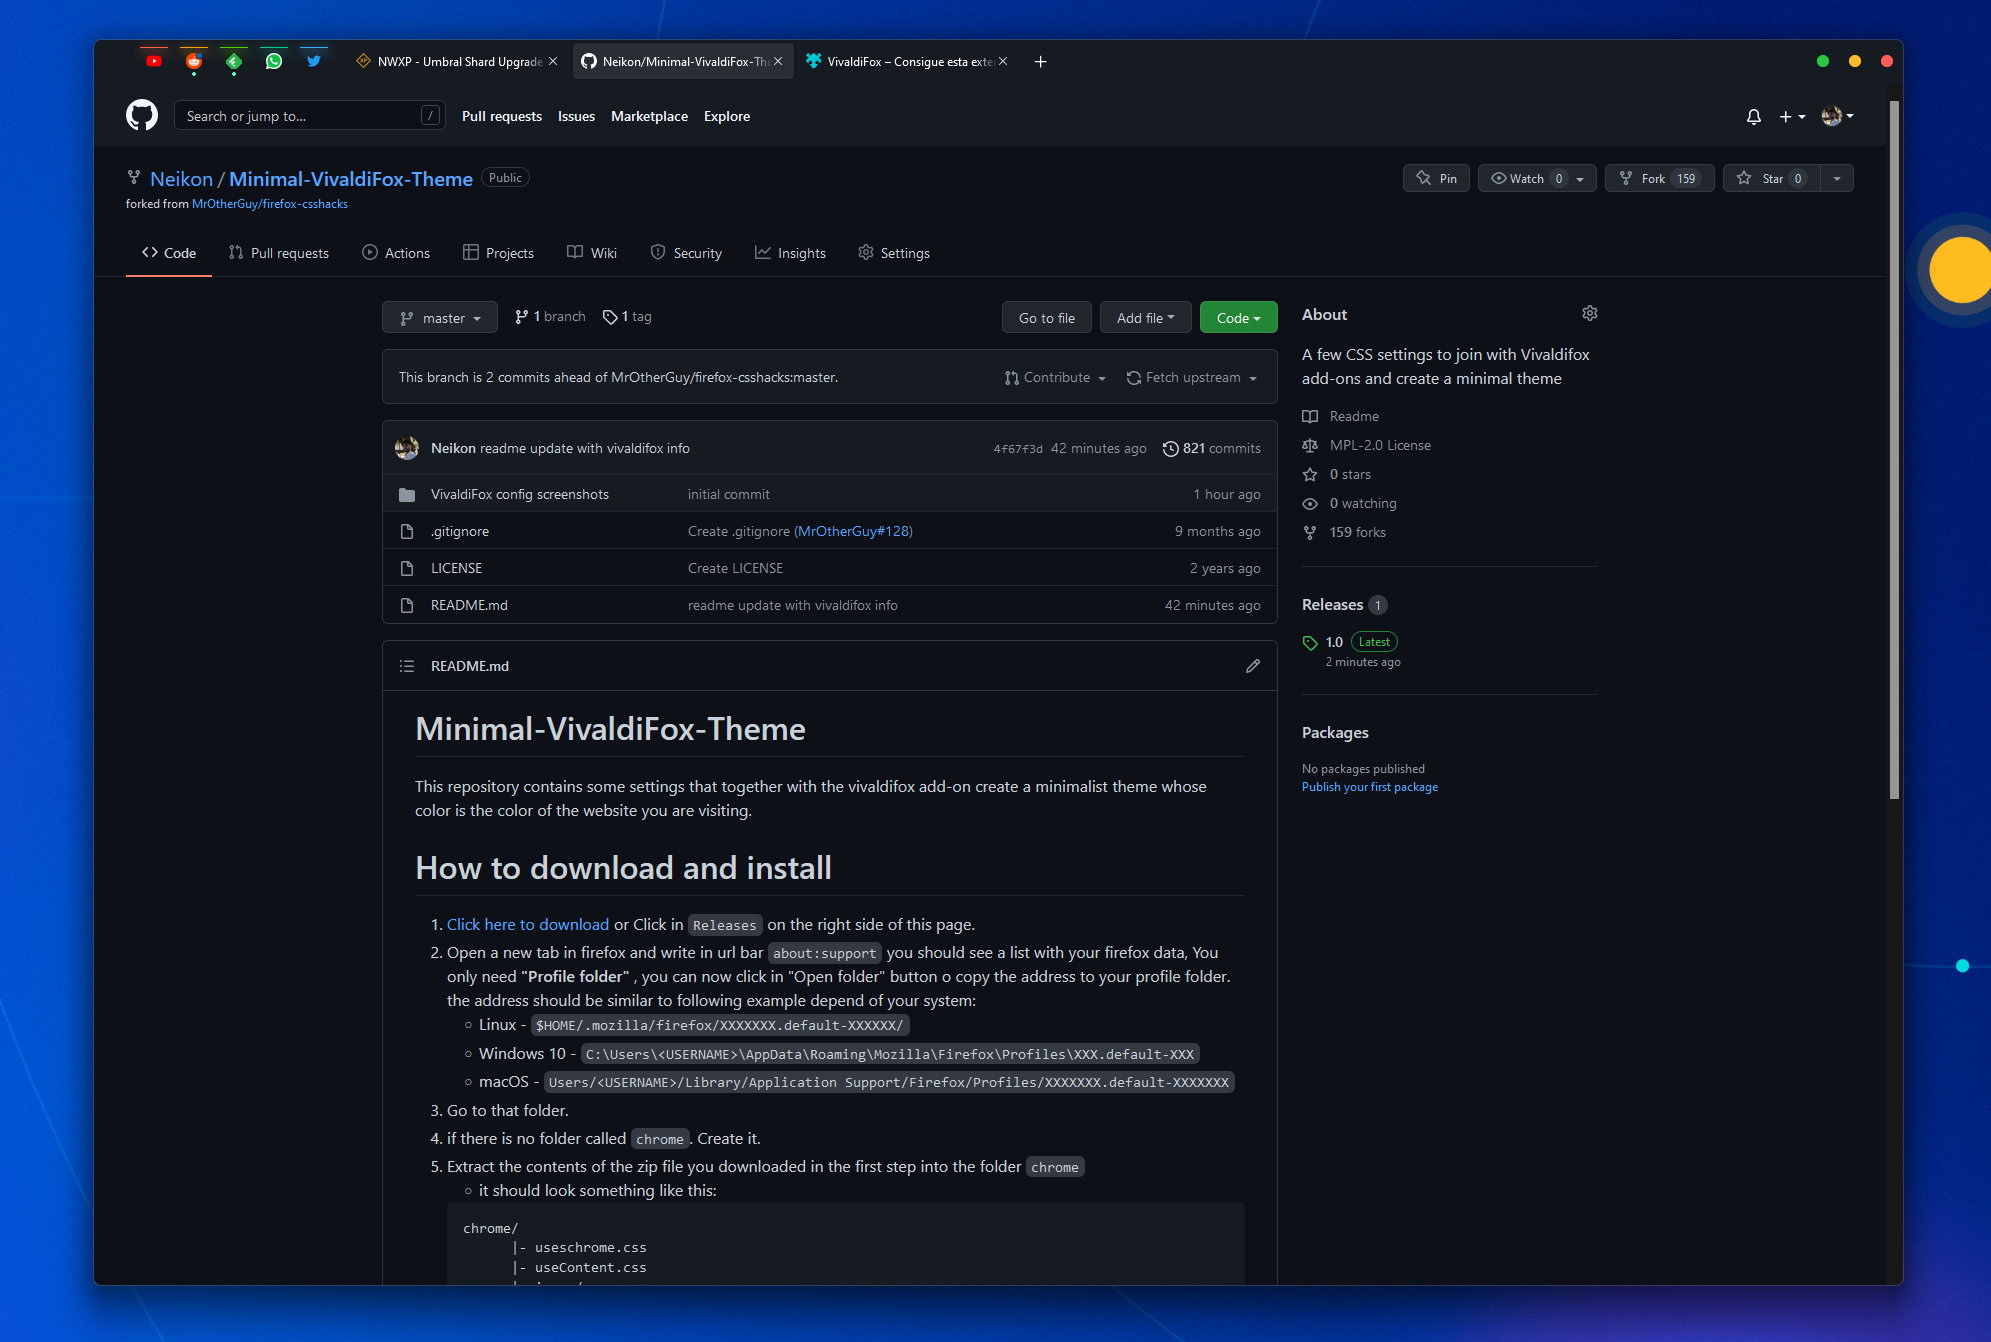 NWXP - Umbral Shard Upgrade
Neikon/Minimal-VivaldiFox-Th
VivaldiFox – Consigue esta exte
Search or jump to...
/
Pull requests
Issues
Marketplace
Explore
Neikon / Minimal-VivaldiFox-Theme
Public
Pin
Watch 0
Fork 159
Star 0
forked from MrOtherGuy/firefox-csshacks
Code
Pull requests
Actions
Projects
Wiki
Security
Insights
Settings
master
1 branch
1 tag
Go to file
Add file
Code
This branch is 2 commits ahead of MrOtherGuy/firefox-csshacks:master.
Contribute
Fetch upstream
Neikon readme update with vivaldifox info
4f67f3d 42 minutes ago
821 commits
VivaldiFox config screenshots
initial commit
1 hour ago
.gitignore
Create .gitignore (MrOtherGuy#128)
9 months ago
LICENSE
Create LICENSE
2 years ago
README.md
readme update with vivaldifox info
42 minutes ago
README.md
Minimal-VivaldiFox-Theme
This repository contains some settings that together with the vivaldifox add-on create a minimalist theme whose
color is the color of the website you are visiting.
How to download and install
1. Click here to download or Click in Releases on the right side of this page.
2. Open a new tab in firefox and write in url bar about:support you should see a list with your firefox data, You
only need "Profile folder" , you can now click in "Open folder" button o copy the address to your profile folder.
the address should be similar to following example depend of your system:
Linux - $HOME/.mozilla/firefox/XXXXXXX.default-XXXXXX/
Windows 10 - C:\Users\<USERNAME>\AppData\Roaming\Mozilla\Firefox\Profiles\XXX.default-XXX
macOS - Users/<USERNAME>/Library/Application Support/Firefox/Profiles/XXXXXXX.default-XXXXXXX
3. Go to that folder.
4. if there is no folder called chrome. Create it.
5. Extract the contents of the zip file you downloaded in the first step into the folder chrome
it should look something like this:
chrome/
|- useschrome.css
|- useContent.css
About
A few CSS settings to join with Vivaldifox
add-ons and create a minimal theme
Readme
MPL-2.0 License
0 stars
0 watching
159 forks
Releases 1
1.0 Latest
2 minutes ago
Packages
No packages published
Publish your first package